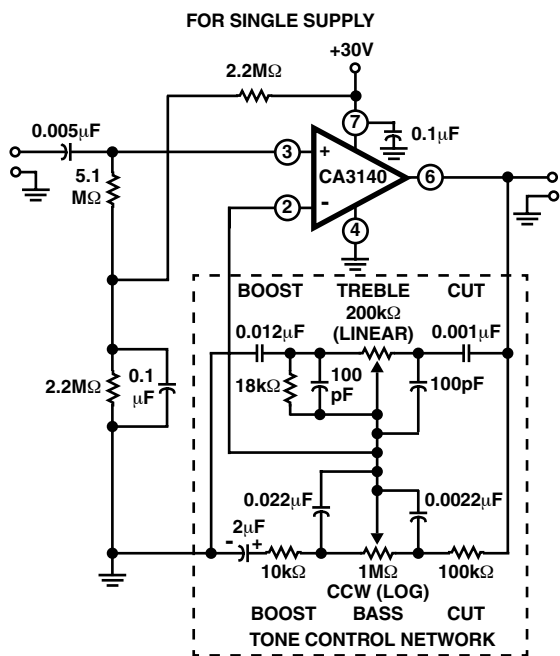 FOR SINGLE SUPPLY
+30V
2.2MΩ
7
0.005μF
0.1μF
3
+
5.1
MΩ
CA3140
6
2
-
4
BOOST TREBLE CUT
200kΩ
(LINEAR)
0.012μF
0.001μF
18kΩ
100
pF
100pF
2.2MΩ
0.1
μF
0.022μF
0.0022μF
2μF
- +
10kΩ
1MΩ
100kΩ
CCW (LOG)
BOOST BASS CUT
TONE CONTROL NETWORK